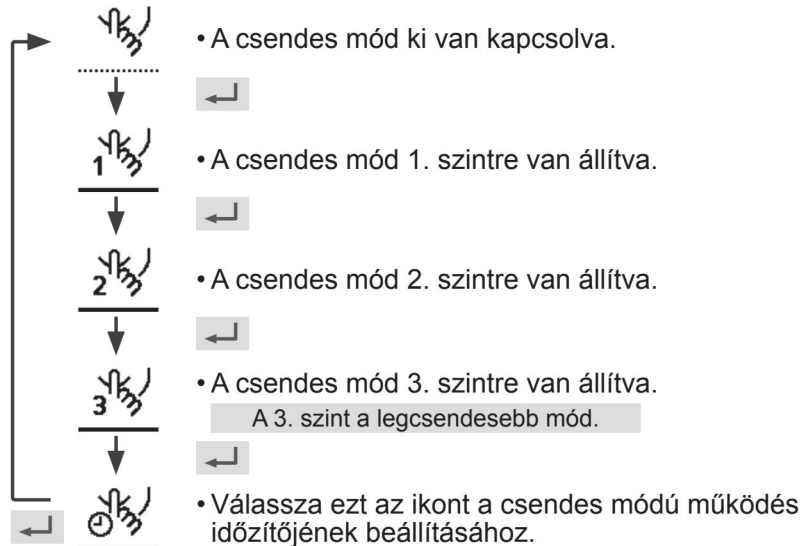 • A csendes mód ki van kapcsolva.
1
• A csendes mód 1. szintre van állítva.
2
• A csendes mód 2. szintre van állítva.
3
• A csendes mód 3. szintre van állítva.
A 3. szint a legcsendesebb mód.
• Válassza ezt az ikont a csendes módú működés
időzítőjének beállításához.